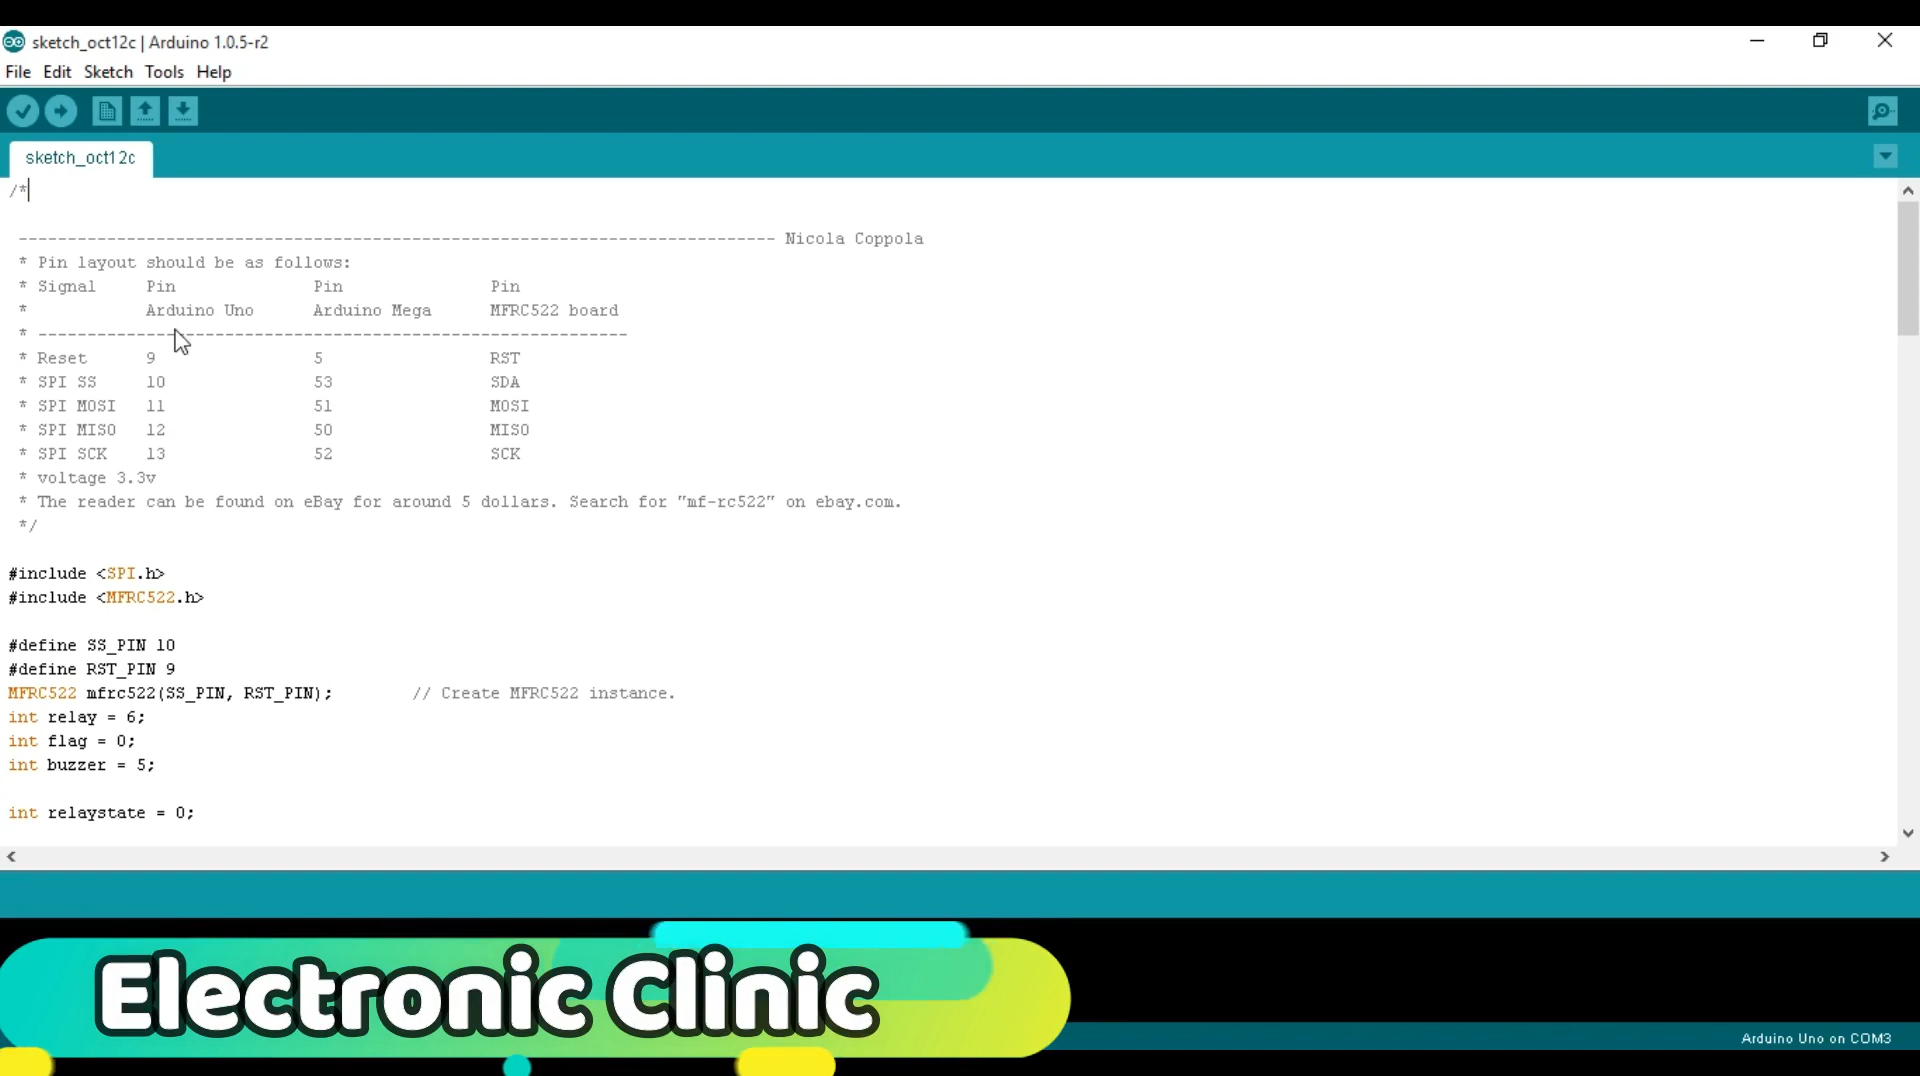 sketch_oct12c | Arduino 1.0.5-r2
File Edit Sketch Tools Help
sketch_oct12c
/*
------------------------------------------------------------------------------ Nicola Coppola
* Pin layout should be as follows:
* Signal     Pin              Pin               Pin
*            Arduino Uno      Arduino Mega      MFRC522 board
* ------------------------------------------------------------
* Reset      9                5                 RST
* SPI SS     10               53                SDA
* SPI MOSI   11               51                MOSI
* SPI MISO   12               50                MISO
* SPI SCK    13               52                SCK
* voltage 3.3v
* The reader can be found on eBay for around 5 dollars. Search for "mf-rc522" on ebay.com.
*/
#include <SPI.h>
#include <MFRC522.h>
#define SS_PIN 10
#define RST_PIN 9
MFRC522 mfrc522(SS_PIN, RST_PIN);        // Create MFRC522 instance.
int relay = 6;
int flag = 0;
int buzzer = 5;
int relaystate = 0;
Electronic Clinic
Arduino Uno on COM3